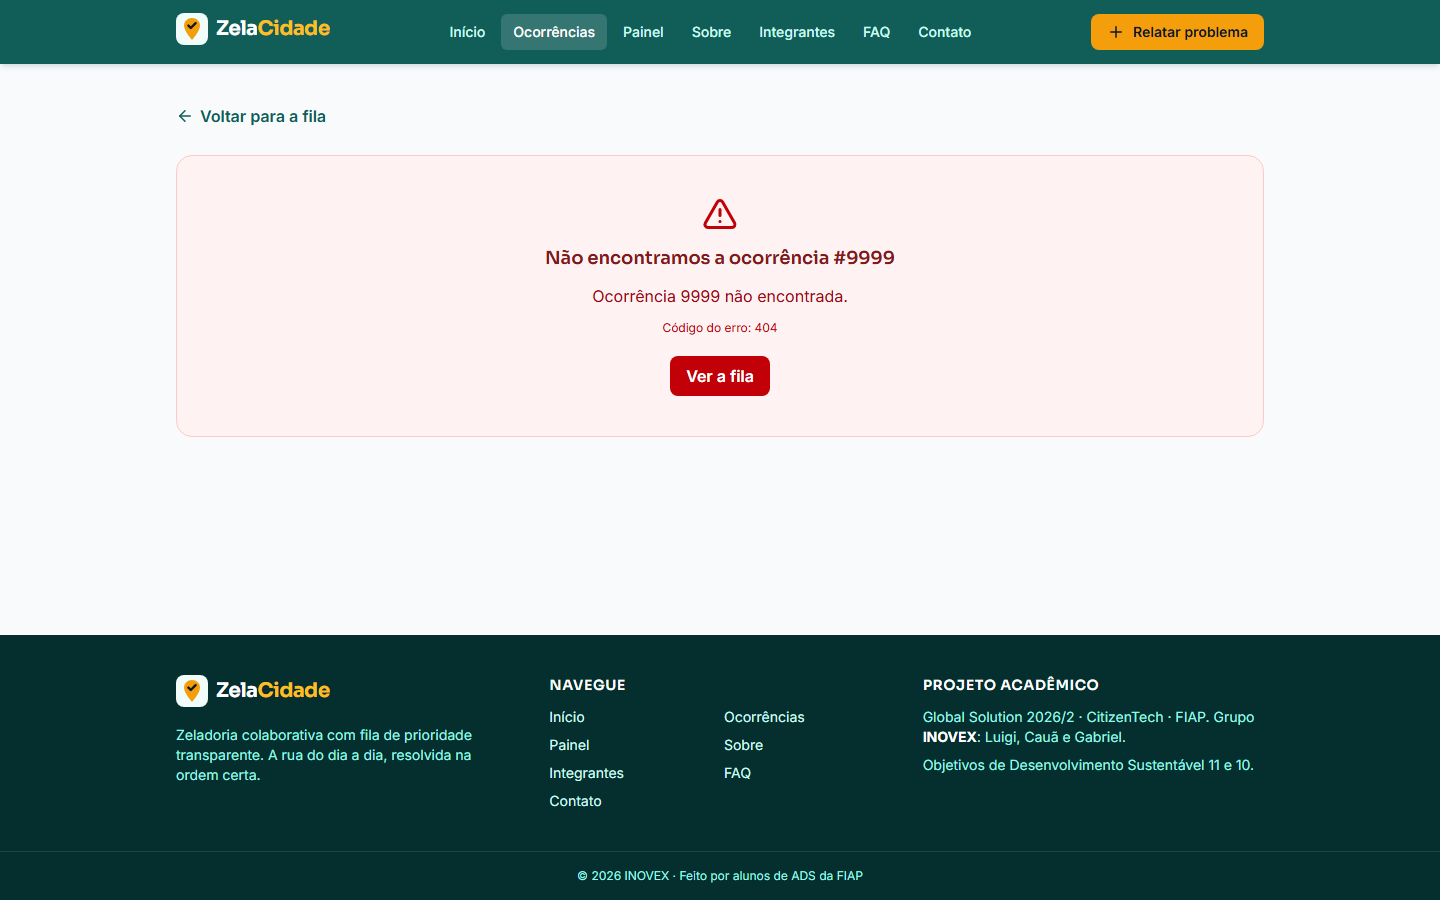 ZelaCidade
Início
Ocorrências
Painel
Sobre
Integrantes
FAQ
Contato
Relatar problema
Voltar para a fila
Não encontramos a ocorrência #9999
Ocorrência 9999 não encontrada.
Código do erro: 404
Ver a fila
ZelaCidade
Zeladoria colaborativa com fila de prioridade
transparente. A rua do dia a dia, resolvida na
ordem certa.
NAVEGUE
Início
Ocorrências
Painel
Sobre
Integrantes
FAQ
Contato
PROJETO ACADÊMICO
Global Solution 2026/2 · CitizenTech · FIAP. Grupo
INOVEX: Luigi, Cauã e Gabriel.
Objetivos de Desenvolvimento Sustentável 11 e 10.
© 2026 INOVEX · Feito por alunos de ADS da FIAP